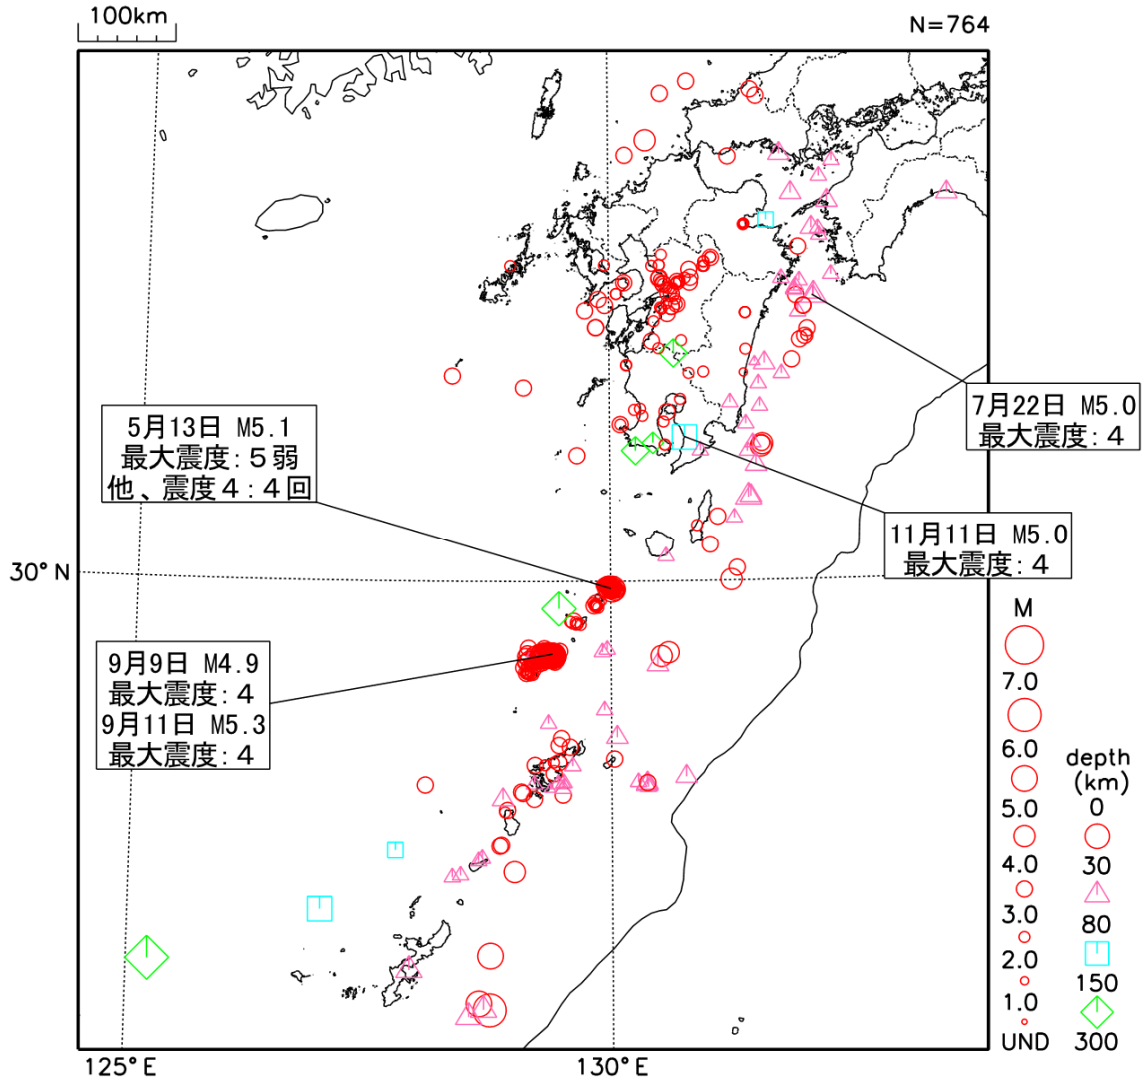 100km
N=764
5月13日 M5.1
最大震度:5弱
他、震度4:4回
7月22日 M5.0
最大震度:4
11月11日 M5.0
最大震度:4
30°N
9月9日 M4.9
最大震度:4
9月11日 M5.3
最大震度:4
M
7.0
6.0
5.0
4.0
3.0
2.0
1.0
UND
depth
(km)
0
30
80
150
300
125°E
130°E